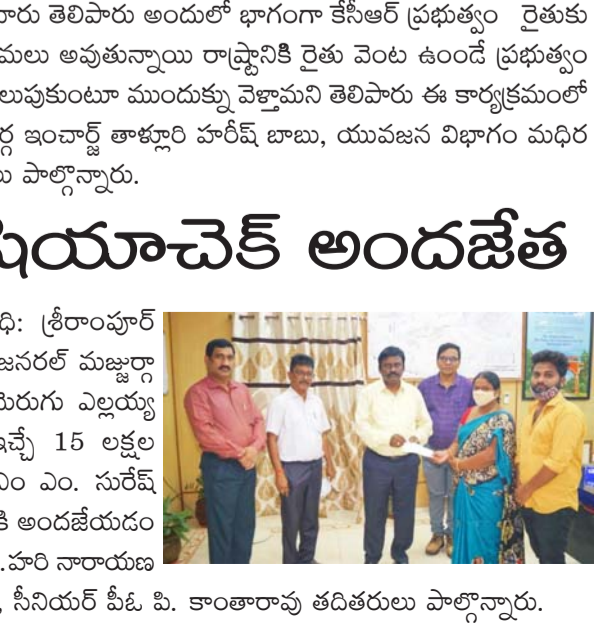 వారు తెలిపారు అందులో భాగంగా కేసీఆర్ ప్రభుత్వం రైతుకు
మలు అవుతున్నాయి రాష్ట్రానికి రైతు వెంట ఉంండే ప్రభుత్వం
లుపుకుంటూ ముందుక్ను వెళ్తామని తెలిపారు ఈ కార్యక్రమంలో
ర్గ ఇంచార్జ్ తాళ్లూరి హరీష్ బాబు, యువజన విభాగం మధిర
లు పాల్గొన్నారు.
షియాచెక్ అందజేత
ధి: శ్రీరాంపూర్
జనరల్ మజ్జుర్గా
మెరుగు ఎల్లయ్య
ఇచ్చే 15 లక్షల
ఎం ఎం. సురేష్
కి అందజేయడం
.హరి నారాయణ
, సీనియర్ పీఓ పి. కాంతారావు తదితరులు పాల్గొన్నారు.